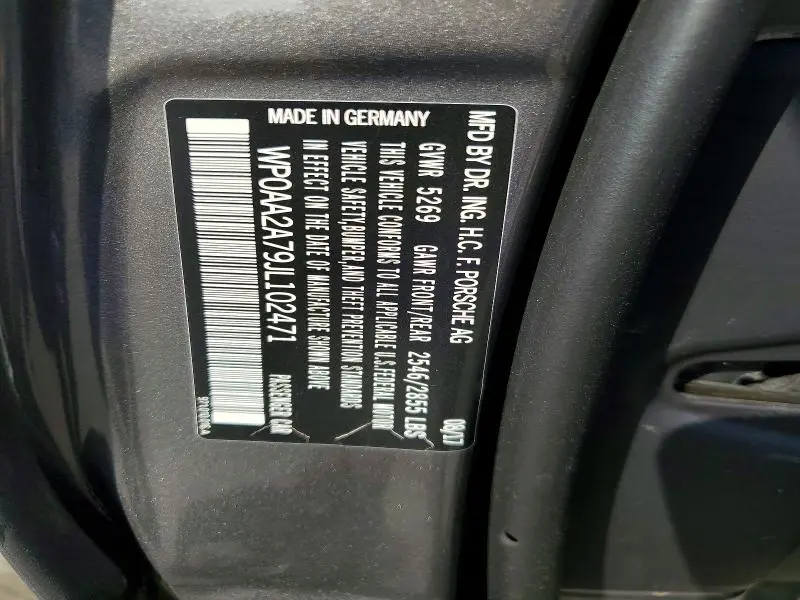 MFD BY DR. ING. H.C. F. PORSCHE AG 08/17
GVWR 5269 GAWR FRONT/REAR 2546/2855 LBS
THIS VEHICLE CONFORMS TO ALL APPLICABLE U.S. FEDERAL MOTOR
VEHICLE SAFETY,BUMPER,AND THEFT PREVENTION STANDARDS
IN EFFECT ON THE DATE OF MANUFACTURE SHOWN ABOVE
WP0AA2A79JL102471 PASSENGER CAR
MADE IN GERMANY